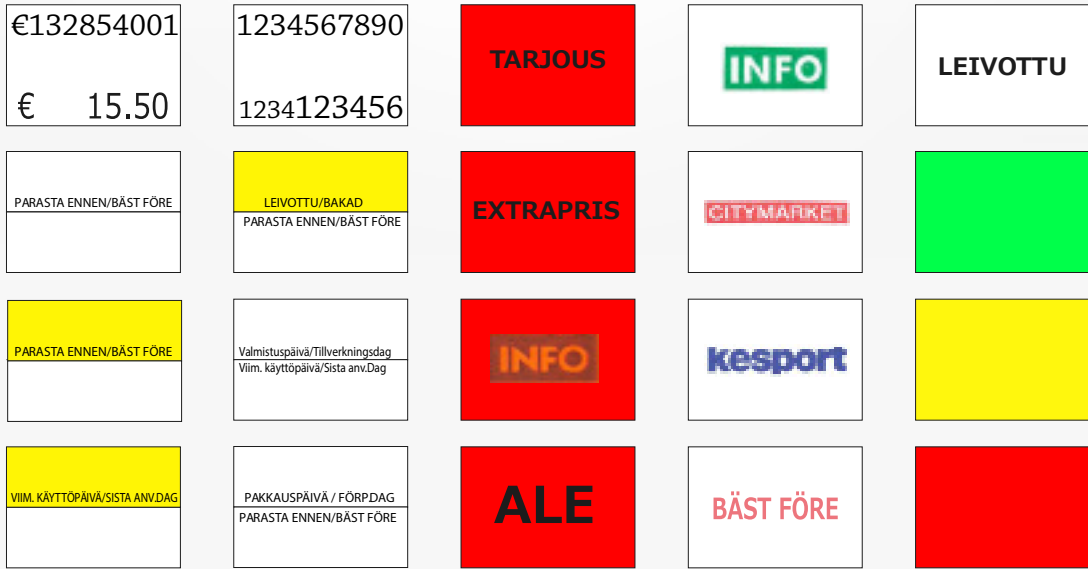 €132854001
€ 15.50
1234567890
1234123456
TARJOUS
INFO
LEIVOTTU
PARASTA ENNEN/BÄST FÖRE
LEIVOTTU/BAKAD
PARASTA ENNEN/BÄST FÖRE
EXTRAPRIS
CITYMARKET
PARASTA ENNEN/BÄST FÖRE
Valmistuspäivä/Tillverkningsdag
Viim. käyttöpäivä/Sista anv.Dag
INFO
kesport
VIIM. KÄYTTÖPÄIVÄ/SISTA ANV.DAG
PAKKAUSPÄIVÄ / FÖRP.DAG
PARASTA ENNEN/BÄST FÖRE
ALE
BÄST FÖRE